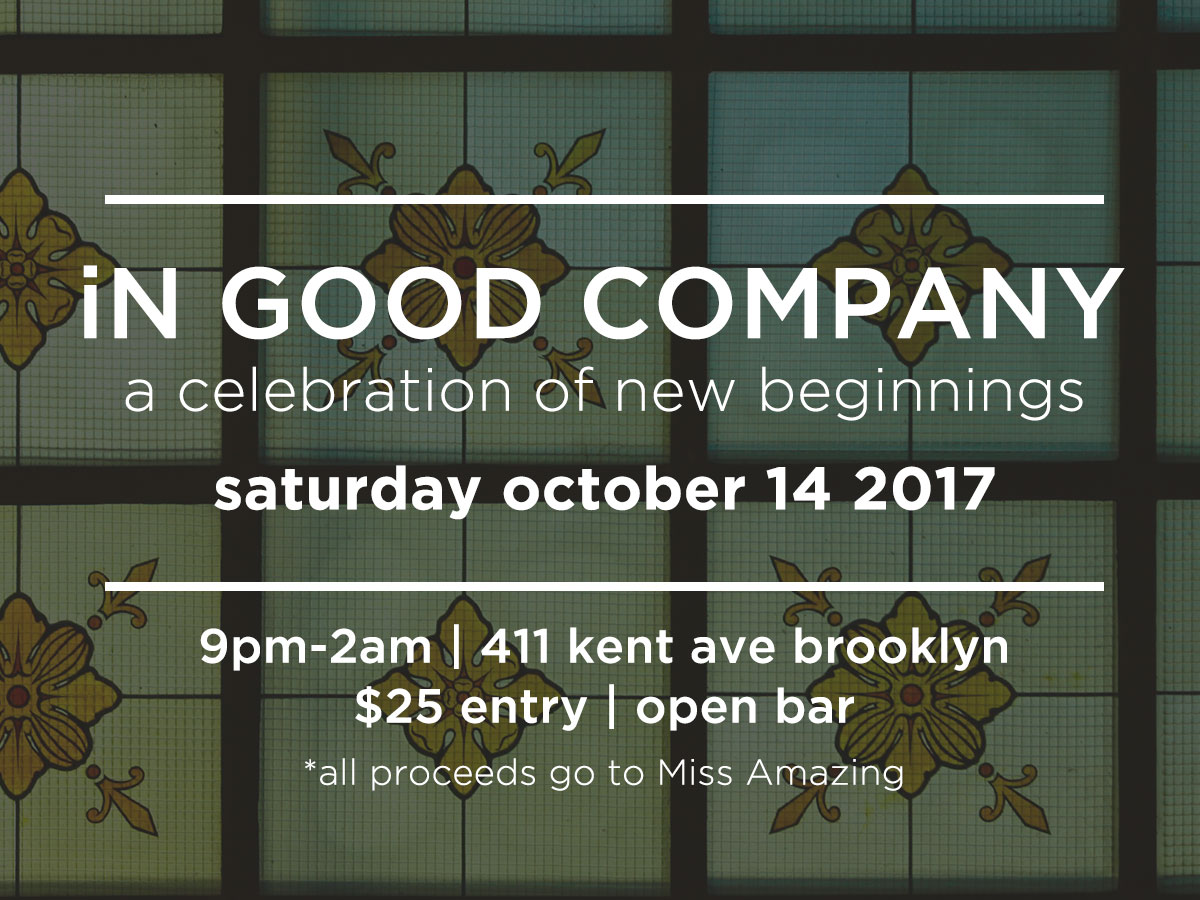 iN GOOD COMPANY
a celebration of new beginnings
saturday october 14 2017
9pm-2am | 411 kent ave brooklyn
$25 entry | open bar
*all proceeds go to Miss Amazing